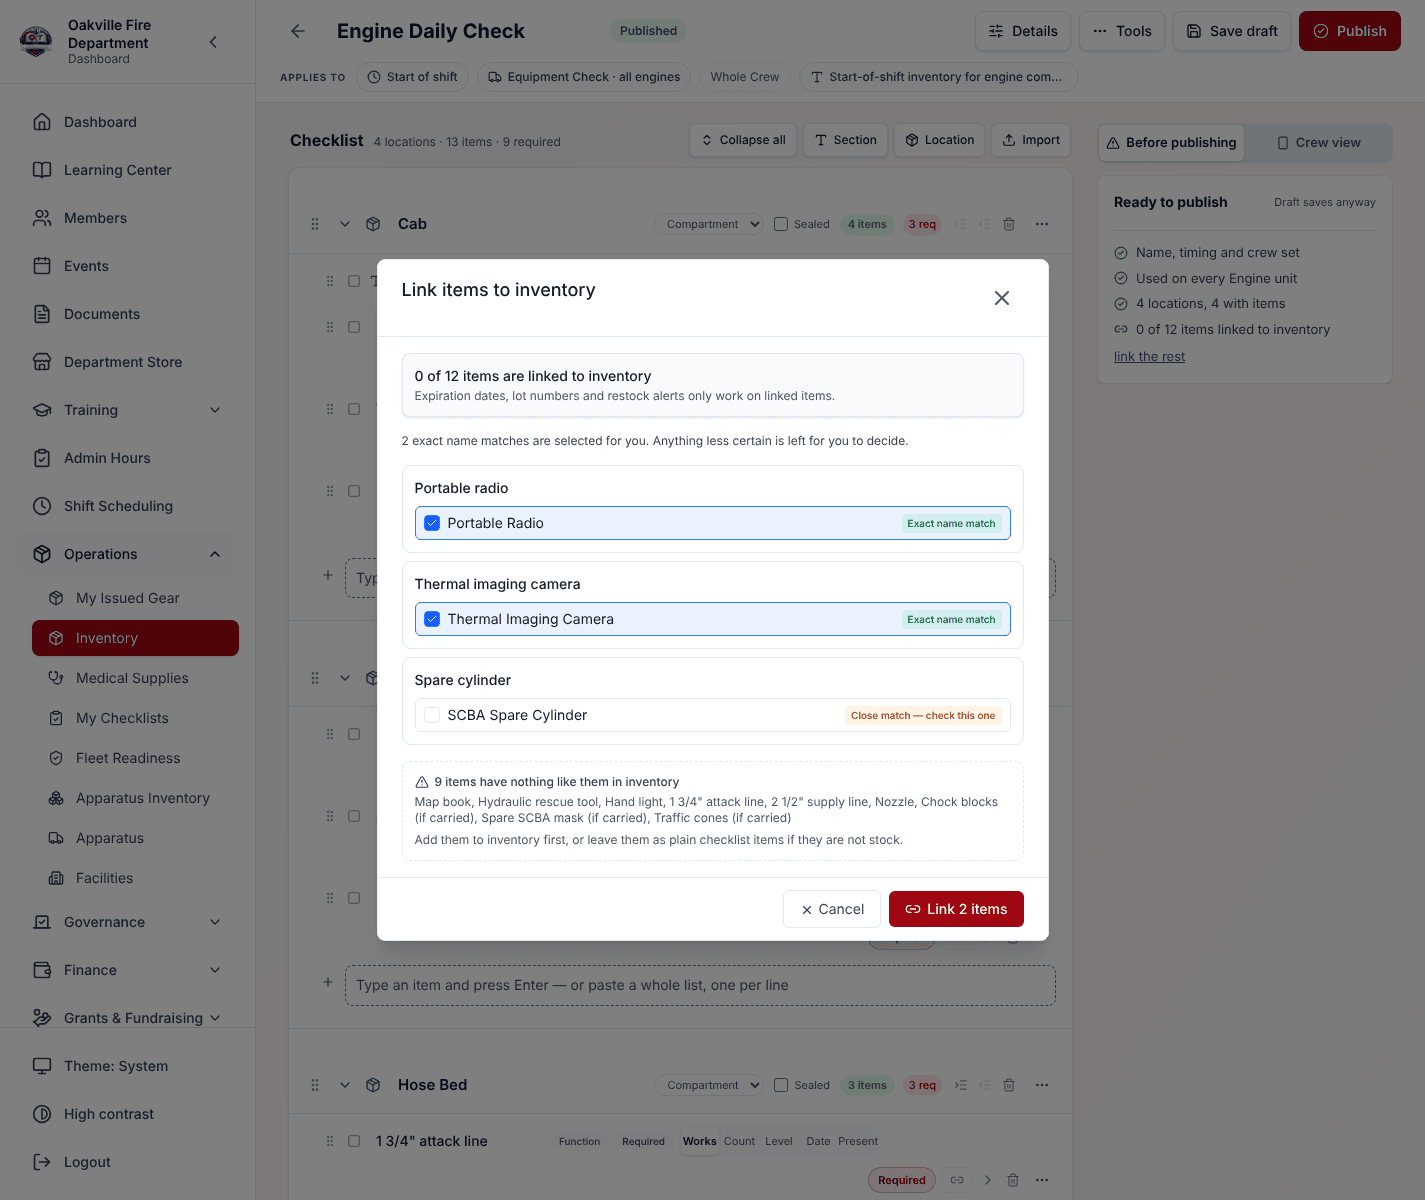 Oakville Fire
Department
Dashboard
Dashboard
Learning Center
Members
Events
Documents
Department Store
Training
Admin Hours
Shift Scheduling
Operations
My Issued Gear
Inventory
Medical Supplies
My Checklists
Fleet Readiness
Apparatus Inventory
Apparatus
Facilities
Governance
Finance
Grants & Fundraising
Theme: System
High contrast
Logout
Engine Daily Check
Published
Details
Tools
Save draft
Publish
APPLIES TO
Start of shift
Equipment Check · all engines
Whole Crew
Start-of-shift inventory for engine com...
Checklist
4 locations · 13 items · 9 required
Collapse all
Section
Location
Import
Cab
Compartment
Sealed
4 items
3 req
Link items to inventory
0 of 12 items are linked to inventory
Expiration dates, lot numbers and restock alerts only work on linked items.
2 exact name matches are selected for you. Anything less certain is left for you to decide.
Portable radio
Portable Radio
Exact name match
Thermal imaging camera
Thermal Imaging Camera
Exact name match
Spare cylinder
SCBA Spare Cylinder
Close match — check this one
9 items have nothing like them in inventory
Map book, Hydraulic rescue tool, Hand light, 1 3/4" attack line, 2 1/2" supply line, Nozzle, Chock blocks
(if carried), Spare SCBA mask (if carried), Traffic cones (if carried)
Add them to inventory first, or leave them as plain checklist items if they are not stock.
Cancel
Link 2 items
Type an item and press Enter — or paste a whole list, one per line
Hose Bed
Compartment
Sealed
3 items
3 req
1 3/4" attack line
Function
Required
Works
Count
Level
Date
Present
Required
Before publishing
Crew view
Ready to publish
Draft saves anyway
Name, timing and crew set
Used on every Engine unit
4 locations, 4 with items
0 of 12 items linked to inventory
link the rest